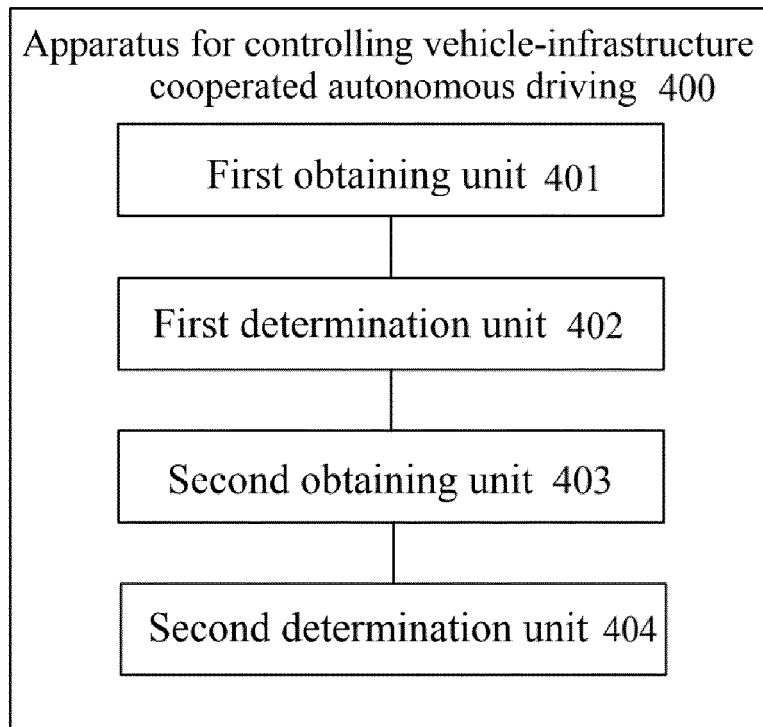 Apparatus for controlling vehicle-infrastructure
cooperated autonomous driving 400
First obtaining unit 401
First determination unit 402
Second obtaining unit 403
Second determination unit 404